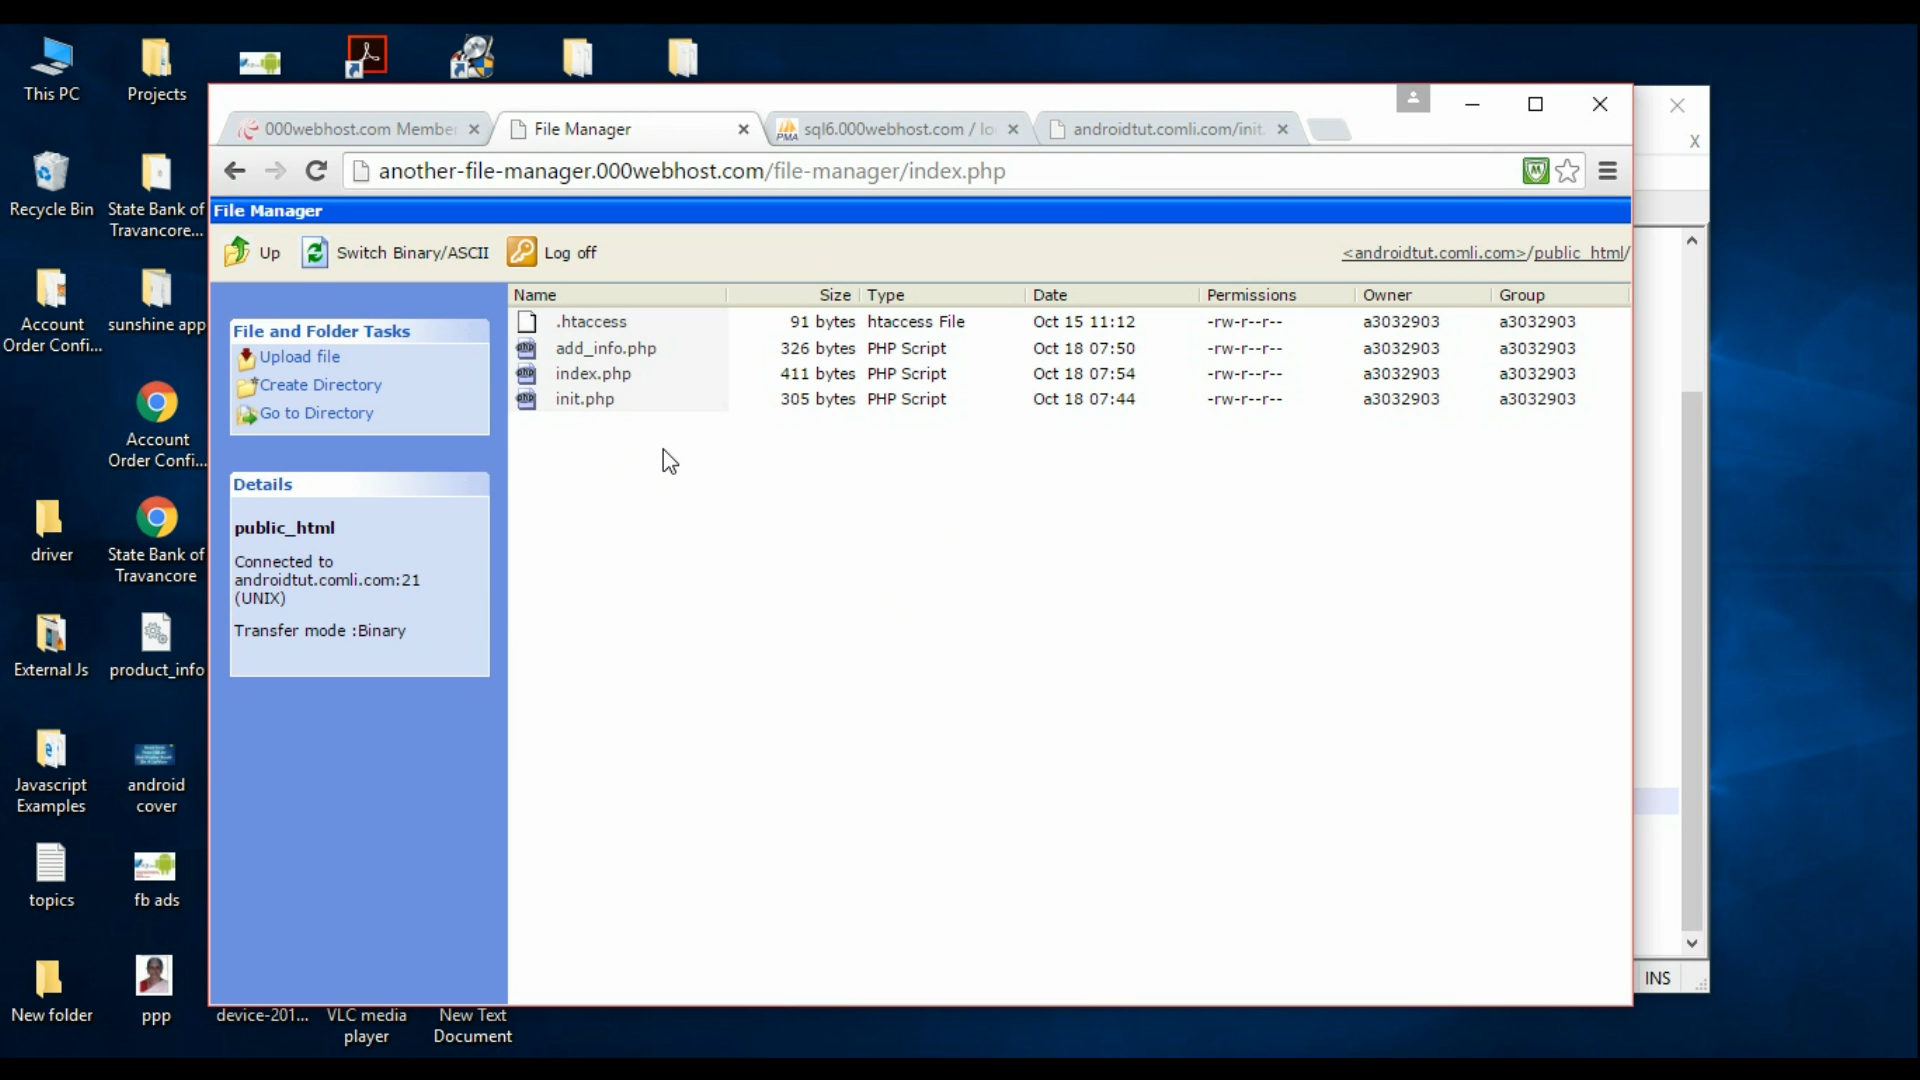 This PC
Projects
Recycle Bin
State Bank of
Travancore...
Account
Order Confi...
sunshine app
Account
Order Confi...
driver
State Bank of
Travancore
External Js
product_info
Javascript
Examples
android
cover
topics
fb ads
New folder
ppp
device-201...
VLC media
player
New Text
Document
000webhost.com Member
File Manager
PMA
sql6.000webhost.com / lo
androidtut.comli.com/init.
another-file-manager.000webhost.com/file-manager/index.php
File Manager
Up
Switch Binary/ASCII
Log off
<androidtut.comli.com>/public_html/
File and Folder Tasks
Upload file
Create Directory
Go to Directory
Details
public_html
Connected to
androidtut.comli.com:21
(UNIX)
Transfer mode :Binary
Name Size Type Date Permissions Owner Group
.htaccess 91 bytes htaccess File Oct 15 11:12 -rw-r--r-- a3032903 a3032903
php add_info.php 326 bytes PHP Script Oct 18 07:50 -rw-r--r-- a3032903 a3032903
php index.php 411 bytes PHP Script Oct 18 07:54 -rw-r--r-- a3032903 a3032903
php init.php 305 bytes PHP Script Oct 18 07:44 -rw-r--r-- a3032903 a3032903
X
INS